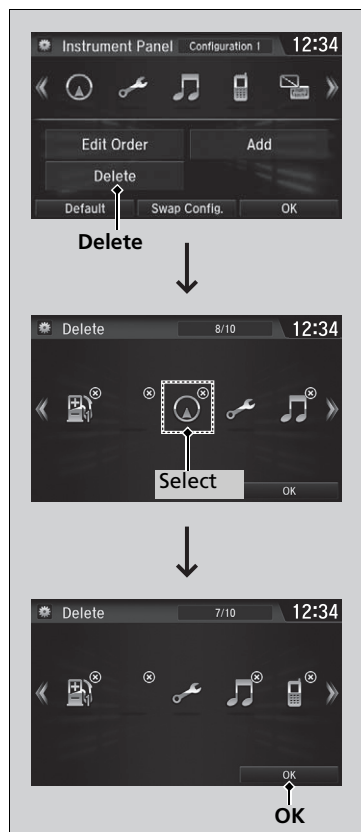 Instrument Panel Configuration 1 12:34
Edit Order Add
Delete
Default Swap Config. OK
Delete
Delete 8/10 12:34
Select
OK
Delete 7/10 12:34
OK
OK